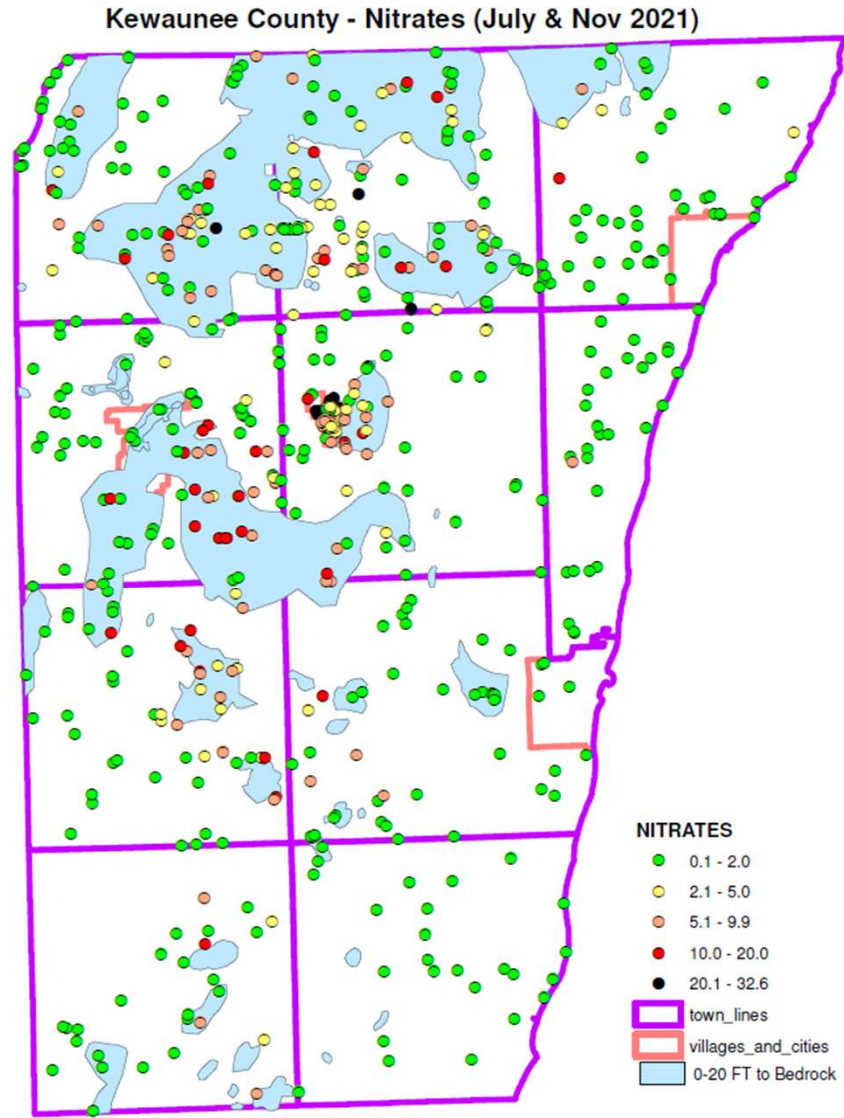 Kewaunee County - Nitrates (July & Nov 2021)
NITRATES
0.1 - 2.0
2.1 - 5.0
5.1 - 9.9
10.0 - 20.0
20.1 - 32.6
town_lines
villages_and_cities
0-20 FT to Bedrock